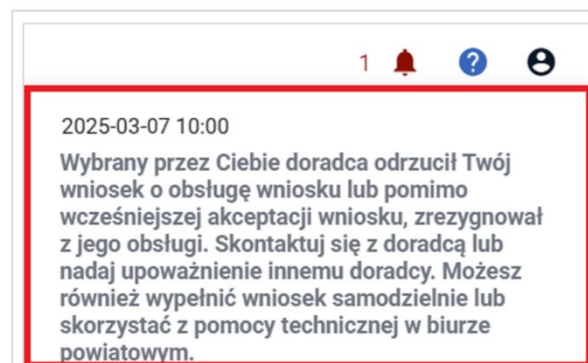 1
?
2025-03-07 10:00
Wybrany przez Ciebie doradca odrzucił Twój
wniosek o obsługę wniosku lub pomimo
wcześniejszej akceptacji wniosku, zrezygnował
z jego obsługi. Skontaktuj się z doradcą lub
nadaj upoważnienie innemu doradcy. Możesz
również wypełnić wniosek samodzielnie lub
skorzystać z pomocy technicznej w biurze
powiatowym.